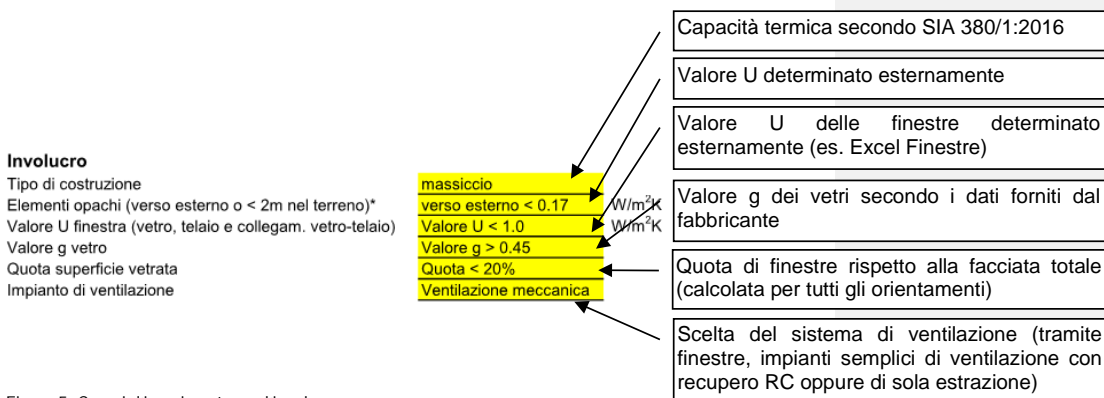 Capacità termica secondo SIA 380/1:2016
Valore U determinato esternamente
Valore U delle finestre determinato
esternamente (es. Excel Finestre)
Valore g dei vetri secondo i dati forniti dal
fabbricante
Quota di finestre rispetto alla facciata totale
(calcolata per tutti gli orientamenti)
Scelta del sistema di ventilazione (tramite
finestre, impianti semplici di ventilazione con
recupero RC oppure di sola estrazione)
Involucro
Tipo di costruzione massiccio
Elementi opachi (verso esterno o < 2m nel terreno)* verso esterno < 0.17 W/m²K
Valore U finestra (vetro, telaio e collegam. vetro-telaio) Valore U < 1.0 W/m²K
Valore g vetro Valore g > 0.45
Quota superficie vetrata Quota < 20%
Impianto di ventilazione Ventilazione meccanica